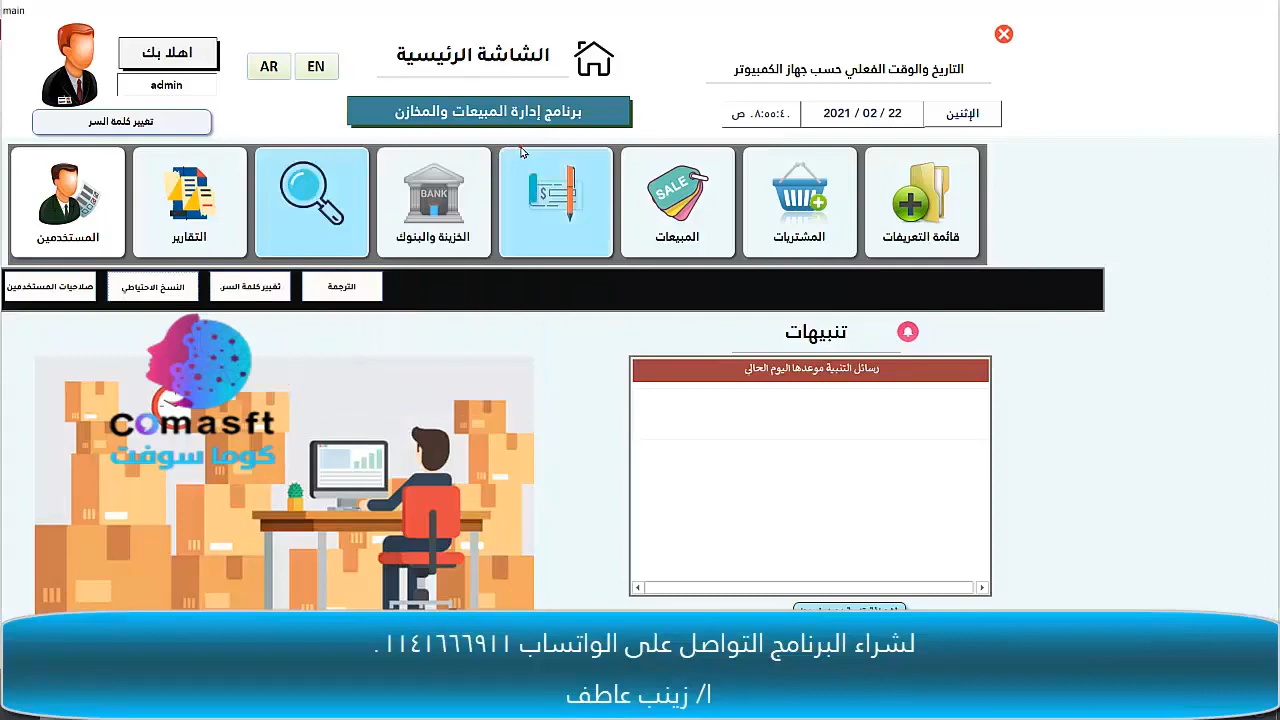 main
الشاشة الرئيسية
اهلا بك
admin
تغيير كلمة السر
AR
EN
برنامج إدارة المبيعات والمخازن
التاريخ والوقت الفعلي حسب جهاز الكمبيوتر
الإثنين
2021 / 02 / 22
٠٨:٥٥:٤٠ ص
قائمة التعريفات
المشتريات
SALE
المبيعات
$
BANK
الخزينة والبنوك
التقارير
المستخدمين
الترجمة
تغيير كلمة السر.
النسخ الاحتياطي
صلاحيات المستخدمين
تنبيهات
رسائل التنبية موعدها اليوم الحالى
comasft
كوما سوفت
لشراء البرنامج التواصل على الواتساب ٠١١٤١٦٦٦٩١١.
ا/ زينب عاطف